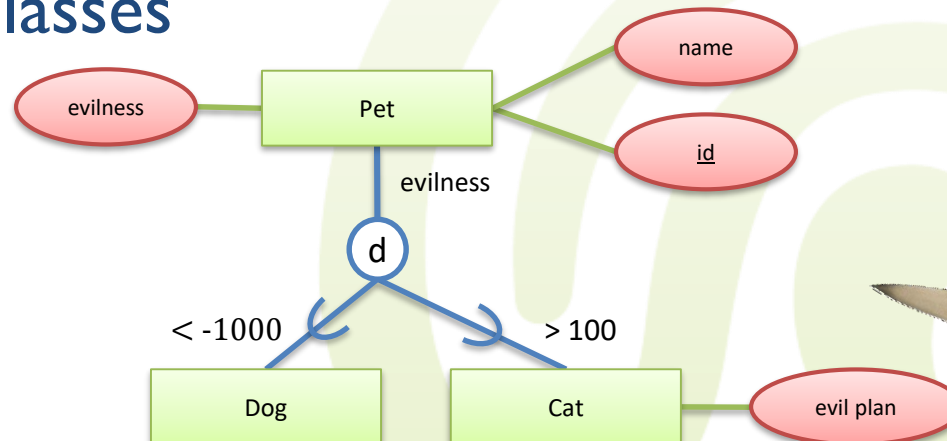 lasses
name
evilness
Pet
id
evilness
d
< -1000
> 100
Dog
Cat
evil plan